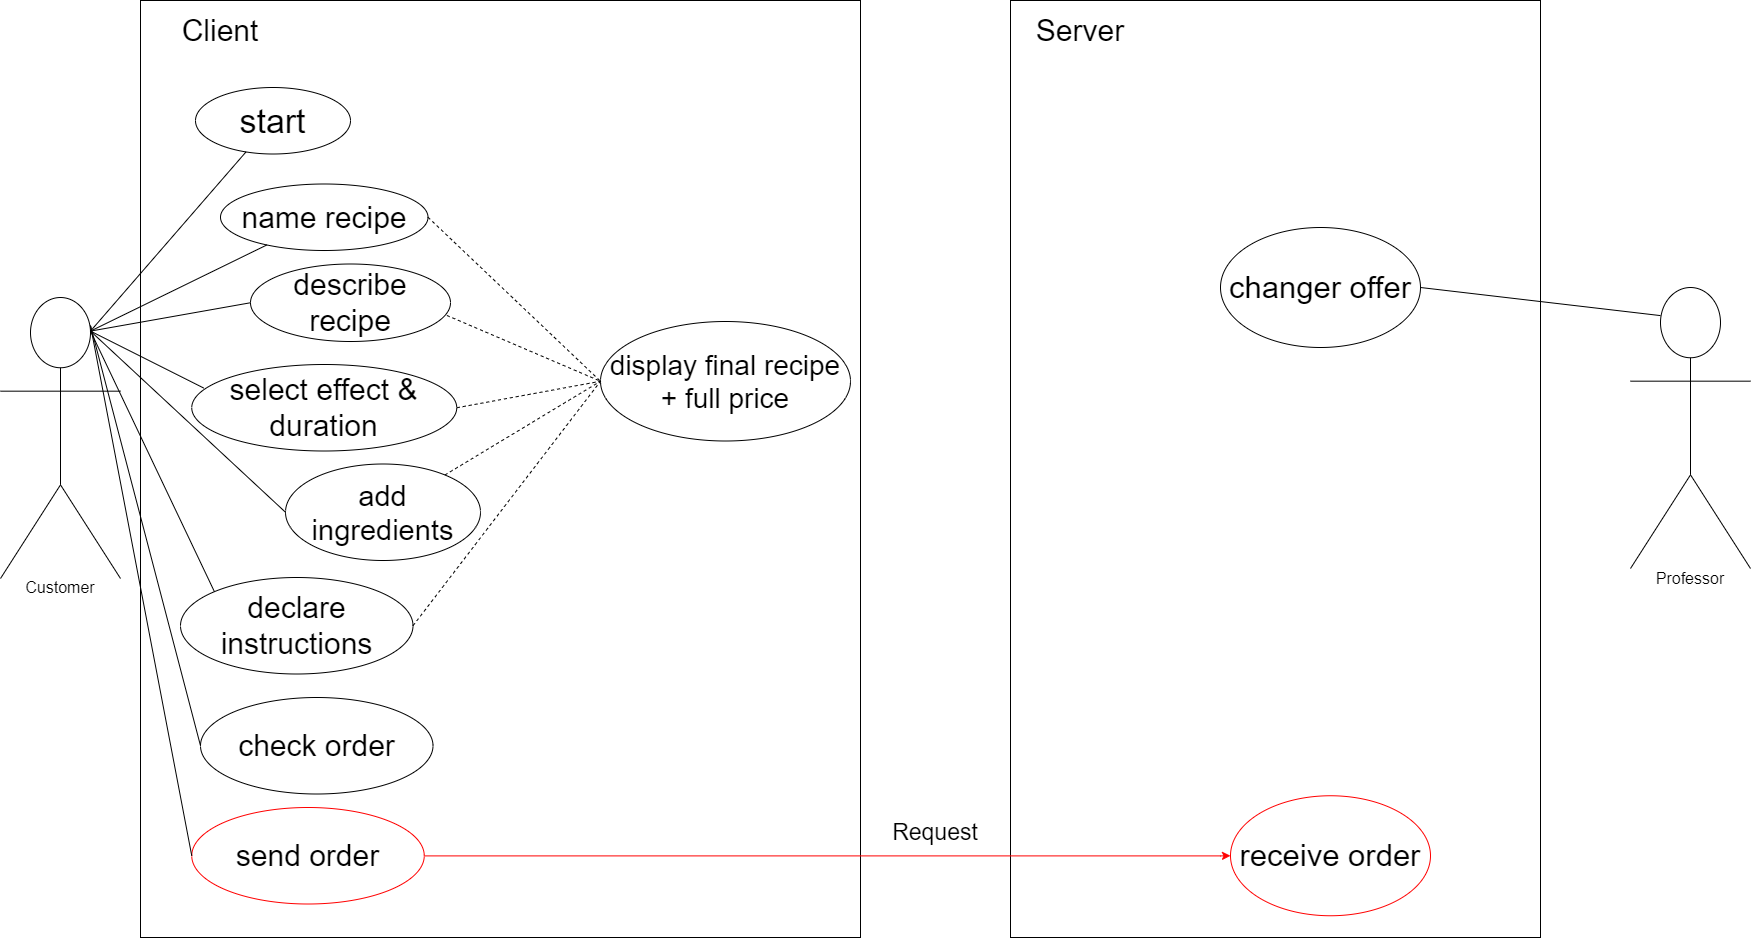 Client
Server
start
name recipe
describe
recipe
select effect &
duration
add
ingredients
declare
instructions
check order
send order
display final recipe
+ full price
Customer
Request
changer offer
receive order
Professor